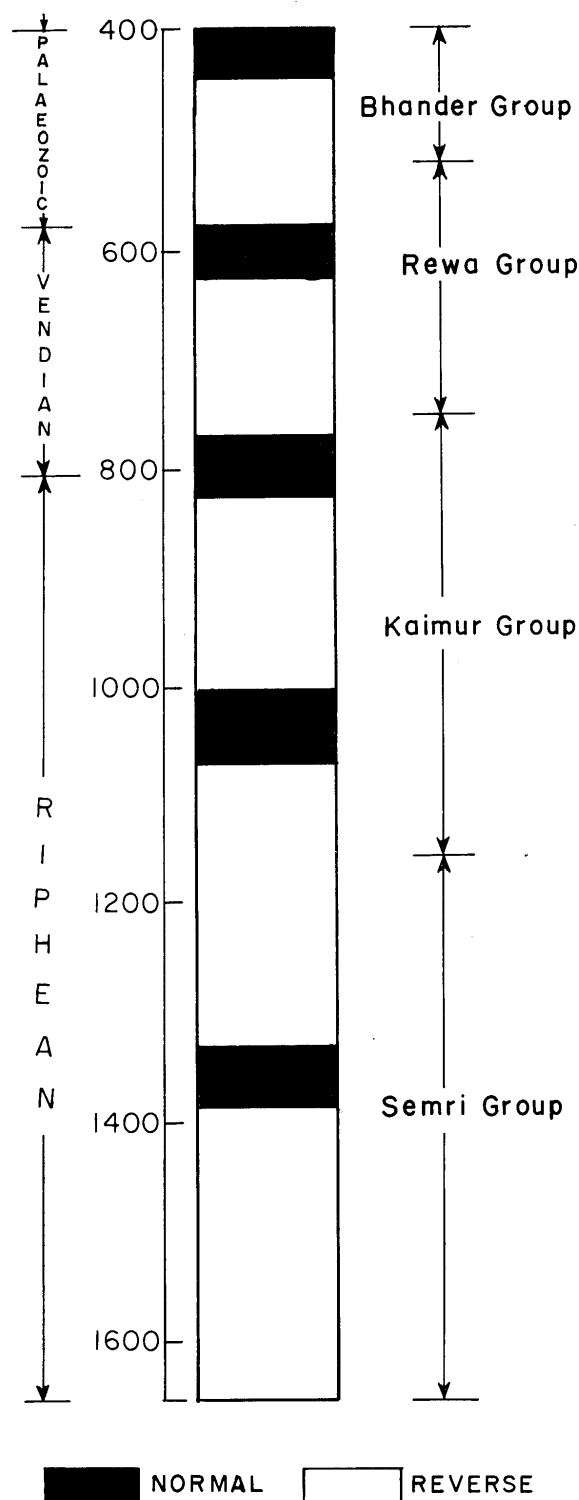 PALAEOZOIC
VENDIAN
RIPHEAN
400
600
800
1000
1200
1400
1600
Bhander Group
Rewa Group
Kaimur Group
Semri Group
NORMAL
REVERSE